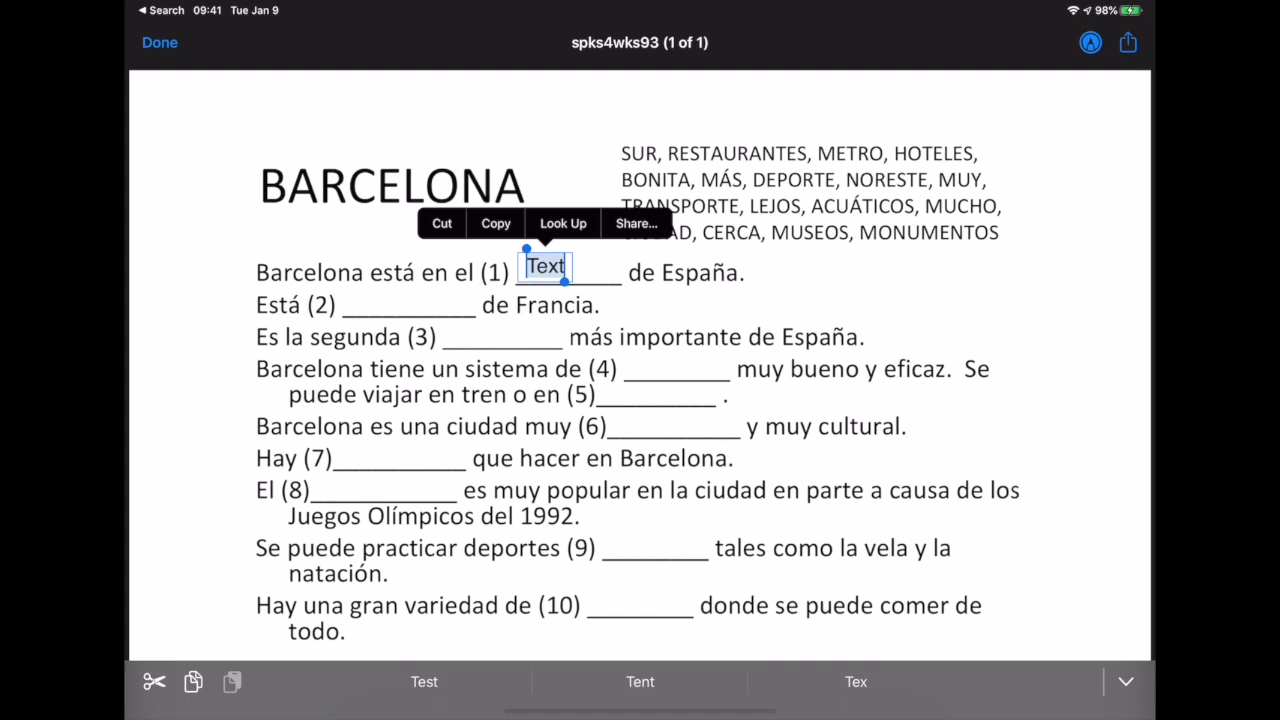 Search 09:41 Tue Jan 9 98%
Done spks4wks93 (1 of 1)
BARCELONA
SUR, RESTAURANTES, METRO, HOTELES,
BONITA, MÁS, DEPORTE, NORESTE, MUY,
TRANSPORTE, LEJOS, ACUÁTICOS, MUCHO,
CERCA, MUSEOS, MONUMENTOS
Cut Copy Look Up Share...
Text
Barcelona está en el (1) ________ de España.
Está (2) __________ de Francia.
Es la segunda (3) _________ más importante de España.
Barcelona tiene un sistema de (4) ________ muy bueno y eficaz. Se
puede viajar en tren o en (5)_________ .
Barcelona es una ciudad muy (6)__________ y muy cultural.
Hay (7)__________ que hacer en Barcelona.
El (8)___________ es muy popular en la ciudad en parte a causa de los
Juegos Olímpicos del 1992.
Se puede practicar deportes (9) ________ tales como la vela y la
natación.
Hay una gran variedad de (10) ________ donde se puede comer de
todo.
Test Tent Tex